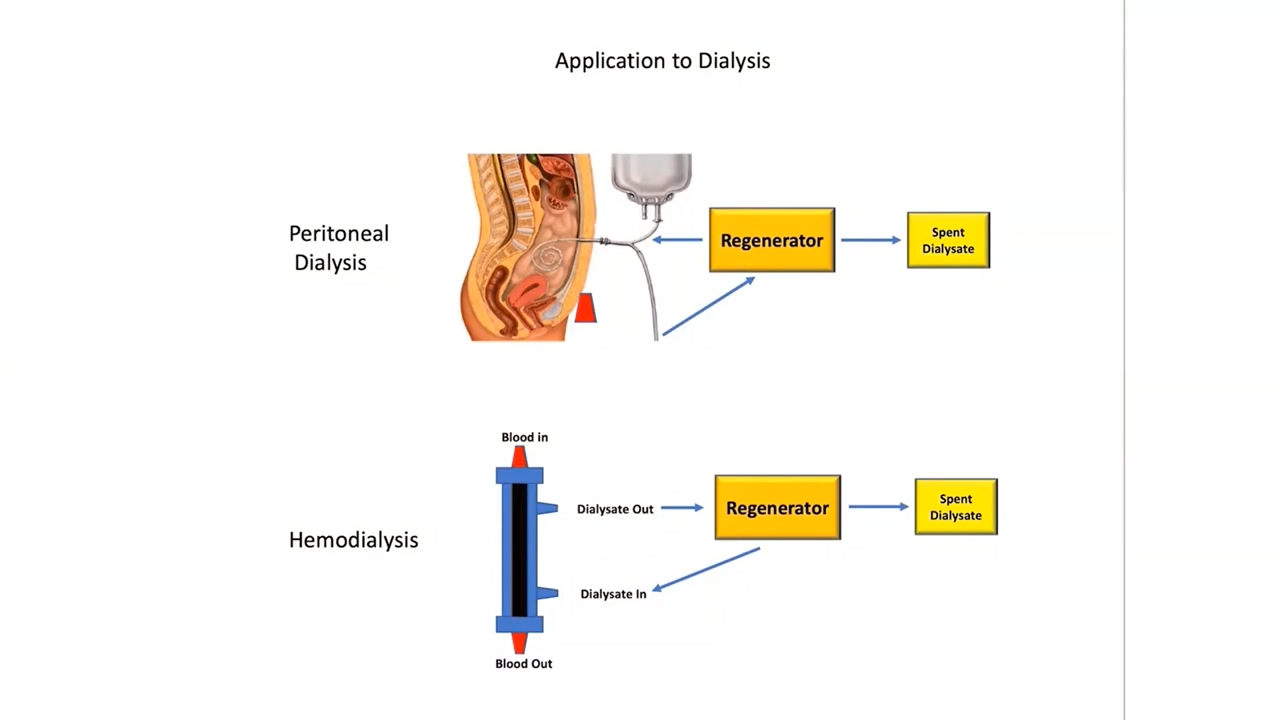 Application to Dialysis
Peritoneal
Dialysis
Regenerator
Spent
Dialysate
Blood in
Hemodialysis
Dialysate Out
Regenerator
Spent
Dialysate
Dialysate In
Blood Out